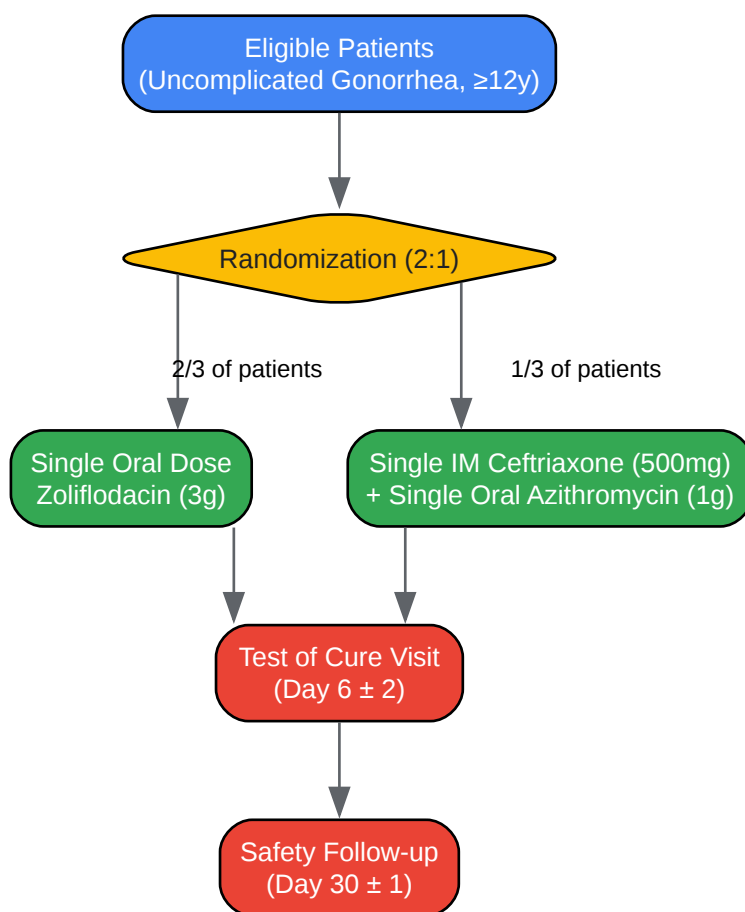 Eligible Patients
(Uncomplicated Gonorrhea, ≥12y)
Randomization (2:1)
2/3 of patients
1/3 of patients
Single Oral Dose
Zoliflodacin (3g)
Single IM Ceftriaxone (500mg)
+ Single Oral Azithromycin (1g)
Test of Cure Visit
(Day 6 ± 2)
Safety Follow-up
(Day 30 ± 1)